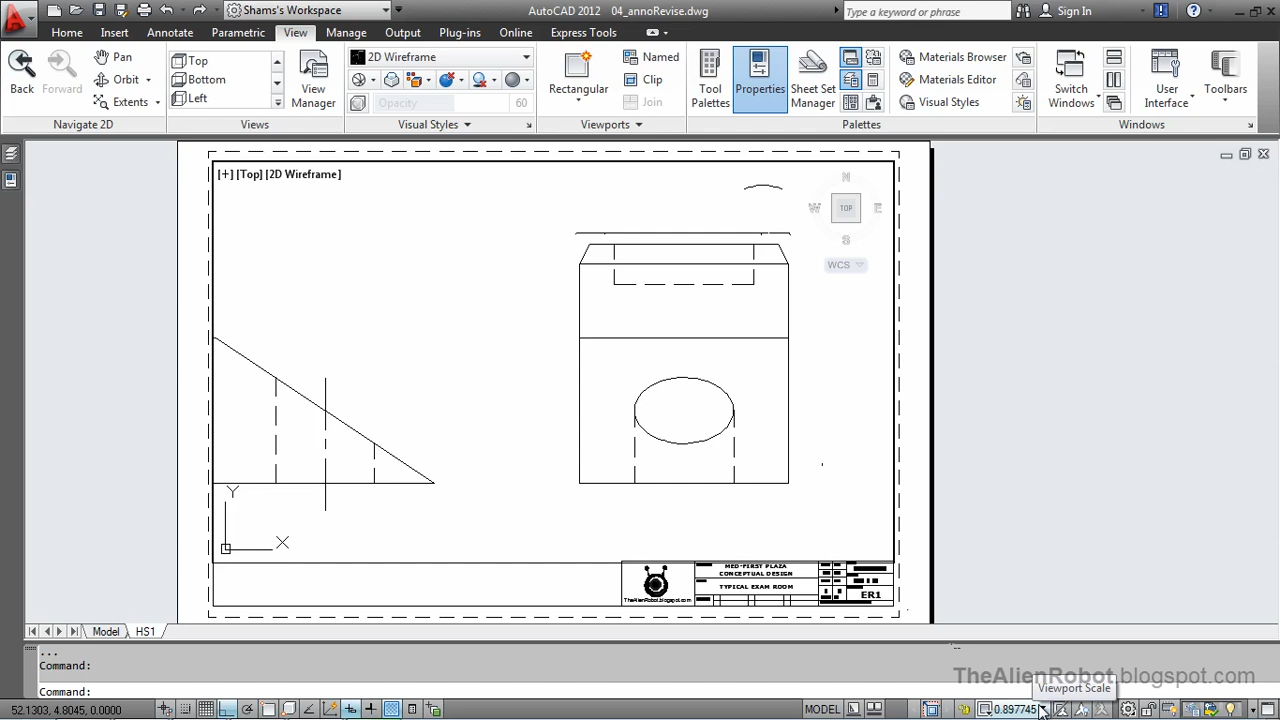 Shams's Workspace
AutoCAD 2012   04_annoRevise.dwg
Type a keyword or phrase
Sign In
Home Insert Annotate Parametric View Manage Output Plug-ins Online Express Tools
Back
Forward
Pan
Orbit
Extents
Navigate 2D
Top
Bottom
Left
View Manager
Views
2D Wireframe
Opacity 60
Visual Styles
Rectangular
Named
Clip
Join
Viewports
Tool Palettes
Properties
Sheet Set Manager
Materials Browser
Materials Editor
Visual Styles
Palettes
Switch Windows
User Interface
Toolbars
Windows
[+] [Top] [2D Wireframe]
N
W TOP E
S
WCS
Y
X
MED-FIRST PLAZA
CONCEPTUAL DESIGN
TYPICAL EXAM ROOM
TheAlienRobot.blogspot.com
ER1
Model HS1
...
Command:
TheAlienRobot.blogspot.com
Viewport Scale
Command:
52.1303, 4.8045, 0.0000
MODEL
0.897745